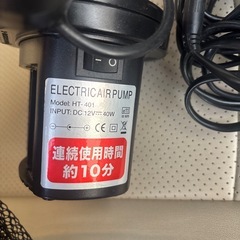 ELECTRIC AIR PUMP
Model: HT-401
INPUT: DC 12V⎓40W
連続使用時間
約10分